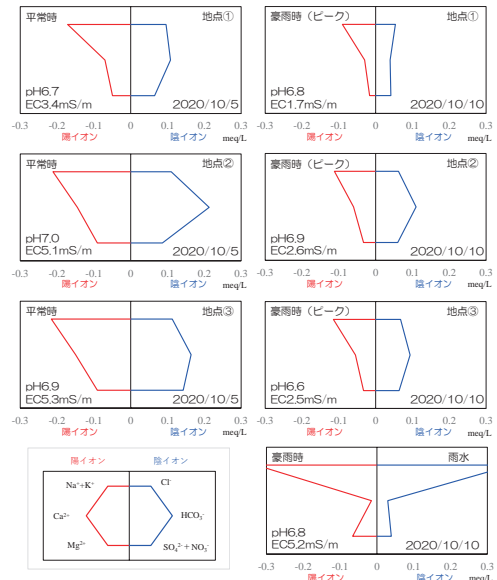 平常時 地点①
pH6.7
EC3.4mS/m 2020/10/5
-0.3 -0.2 -0.1 0 0.1 0.2 0.3
陽イオン 陰イオン meq/L
豪雨時（ピーク） 地点①
pH6.8
EC1.7mS/m 2020/10/10
-0.3 -0.2 -0.1 0 0.1 0.2 0.3
陽イオン 陰イオン meq/L
平常時 地点②
pH7.0
EC5.1mS/m 2020/10/5
-0.3 -0.2 -0.1 0 0.1 0.2 0.3
陽イオン 陰イオン meq/L
豪雨時（ピーク） 地点②
pH6.9
EC2.6mS/m 2020/10/10
-0.3 -0.2 -0.1 0 0.1 0.2 0.3
陽イオン 陰イオン meq/L
平常時 地点③
pH6.9
EC5.3mS/m 2020/10/5
-0.3 -0.2 -0.1 0 0.1 0.2 0.3
陽イオン 陰イオン meq/L
豪雨時（ピーク） 地点③
pH6.6
EC2.5mS/m 2020/10/10
-0.3 -0.2 -0.1 0 0.1 0.2 0.3
陽イオン 陰イオン meq/L
陽イオン 陰イオン
Na⁺+K⁺ Cl⁻
Ca²⁺ HCO₃⁻
Mg²⁺ SO₄²⁻+NO₃⁻
豪雨時 雨水
pH6.8
EC5.2mS/m 2020/10/10
-0.3 -0.2 -0.1 0 0.1 0.2 0.3
陽イオン 陰イオン meq/L